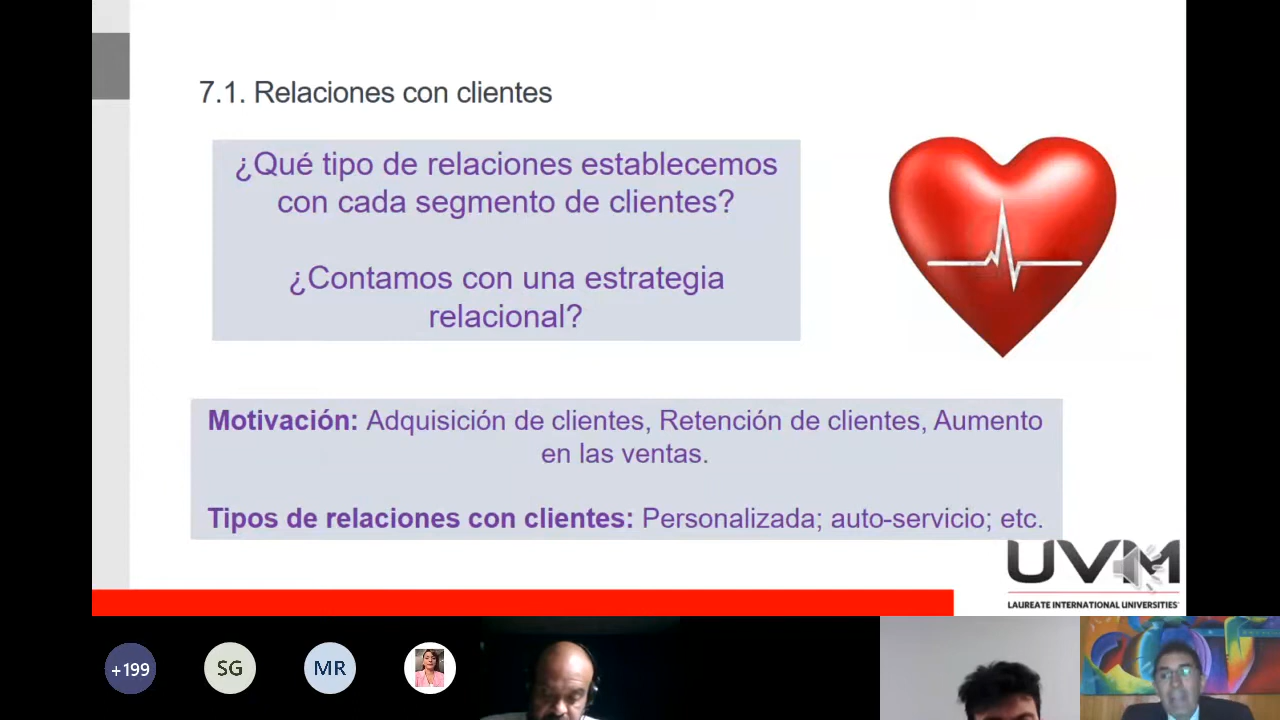 7.1. Relaciones con clientes
¿Qué tipo de relaciones establecemos
con cada segmento de clientes?
¿Contamos con una estrategia
relacional?
Motivación: Adquisición de clientes, Retención de clientes, Aumento
en las ventas.
Tipos de relaciones con clientes: Personalizada; auto-servicio; etc.
UVM
LAUREATE INTERNATIONAL UNIVERSITIES
+199
SG
MR